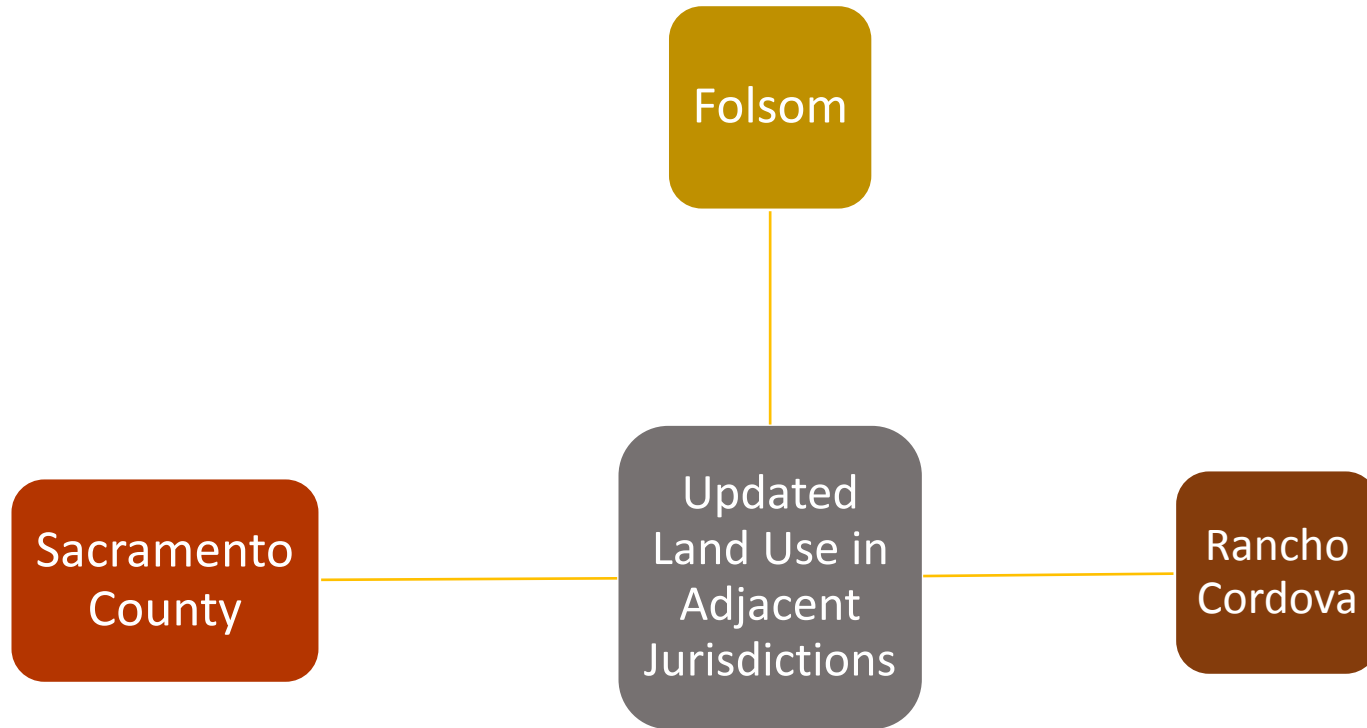 Folsom
Sacramento
County
Updated
Land Use in
Adjacent
Jurisdictions
Rancho
Cordova